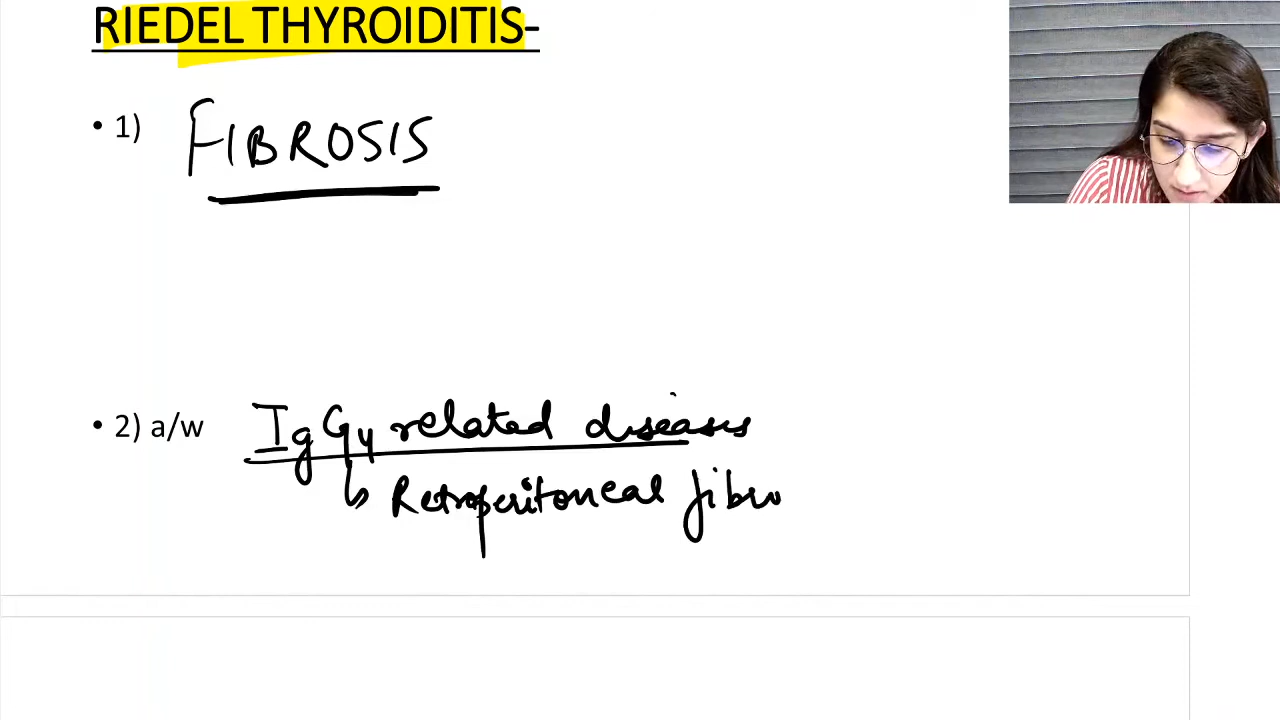 RIEDEL THYROIDITIS-
• 1) FIBROSIS
• 2) a/w IgG4 related diseases
↳ Retroperitoneal fibro